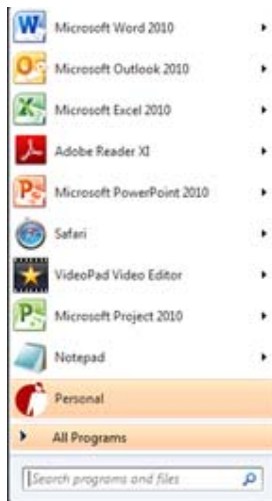 Microsoft Word 2010
Microsoft Outlook 2010
Microsoft Excel 2010
Adobe Reader XI
Microsoft PowerPoint 2010
Safari
VideoPad Video Editor
Microsoft Project 2010
Notepad
Personal
All Programs
Search programs and files